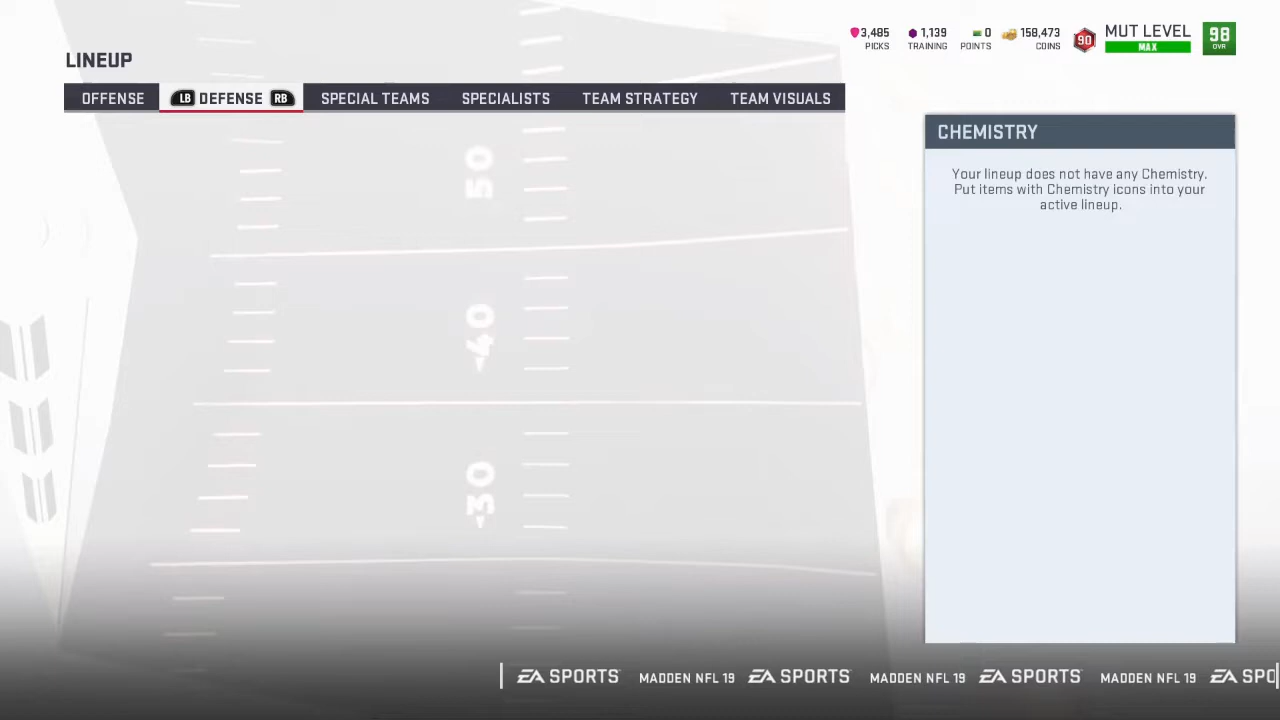 LINEUP
3,485 PICKS
1,139 TRAINING
0 POINTS
158,473 COINS
90
MUT LEVEL
MAX
98 OVR
OFFENSE LB DEFENSE RB SPECIAL TEAMS SPECIALISTS TEAM STRATEGY TEAM VISUALS
CHEMISTRY
Your lineup does not have any Chemistry.
Put items with Chemistry icons into your
active lineup.
50
40
30
EA SPORTS MADDEN NFL 19 EA SPORTS MADDEN NFL 19 EA SPORTS MADDEN NFL 19 EA SPO